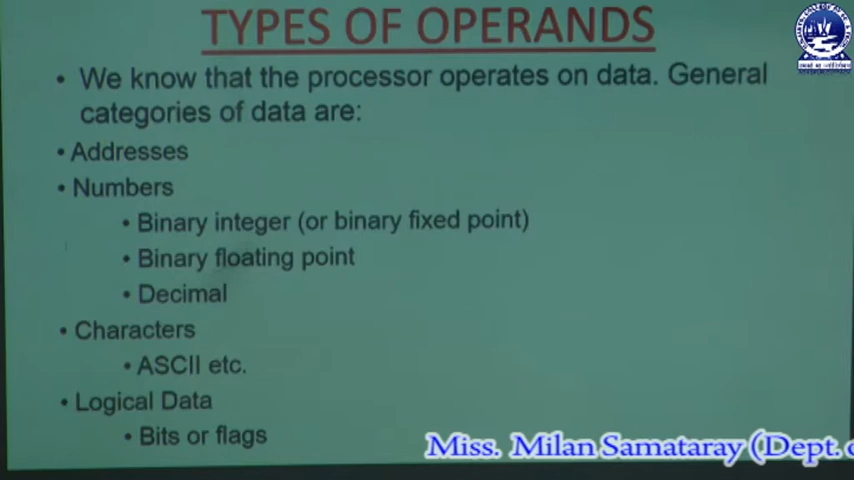 TYPES OF OPERANDS
• We know that the processor operates on data. General
categories of data are:
• Addresses
• Numbers
• Binary integer (or binary fixed point)
• Binary floating point
• Decimal
• Characters
• ASCII etc.
• Logical Data
• Bits or flags
Miss. Milan Samataray (Dept.